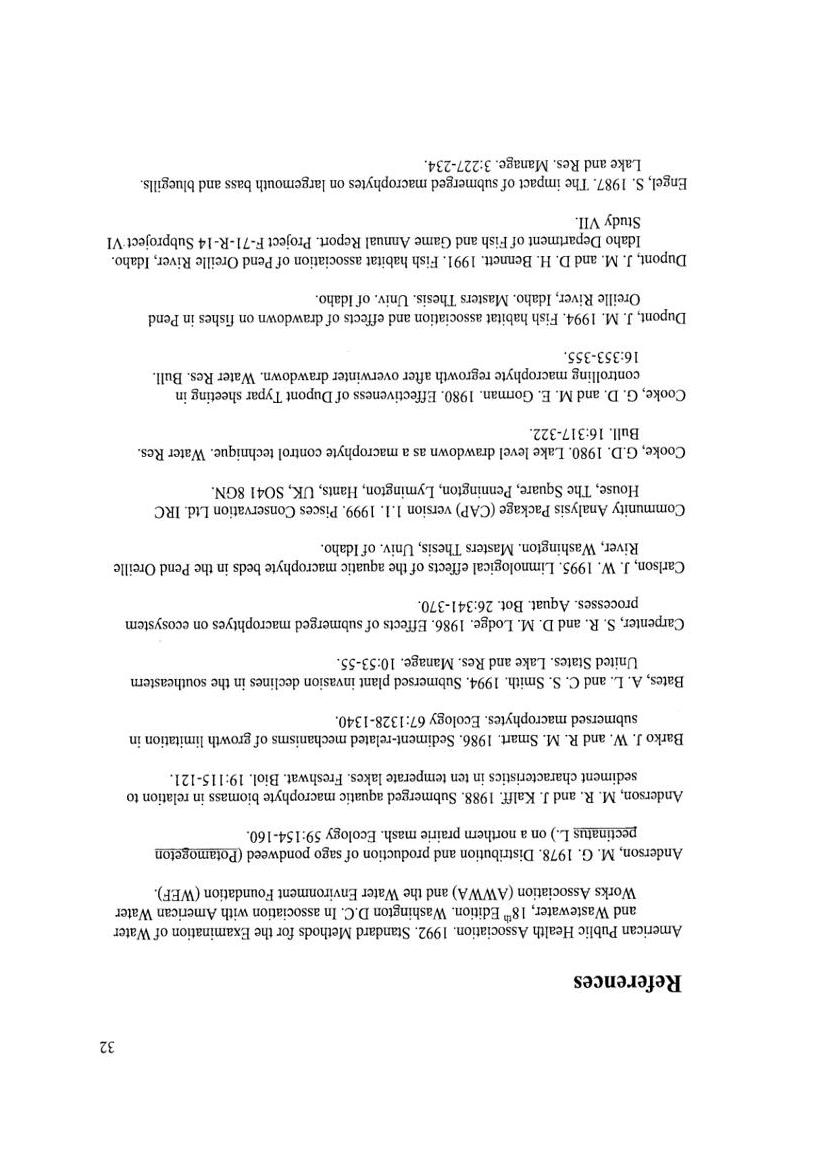 32
References
American Public Health Association. 1992. Standard Methods for the Examination of Water
and Wastewater, 18th Edition. Washington D.C. In association with American Water
Works Association (AWWA) and the Water Environment Foundation (WEF).
Anderson, M. G. 1978. Distribution and production of sago pondweed (Potamogeton
pectinatus L.) on a northern prairie mash. Ecology 59:154-160.
Anderson, M. R. and J. Kalff. 1988. Submerged aquatic macrophyte biomass in relation to
sediment characteristics in ten temperate lakes. Freshwat. Biol. 19:115-121.
Barko J. W. and R. M. Smart. 1986. Sediment-related mechanisms of growth limitation in
submersed macrophytes. Ecology 67:1328-1340.
Bates, A. L. and C. S. Smith. 1994. Submersed plant invasion declines in the southeastern
United States. Lake and Res. Manage. 10:53-55.
Carpenter, S. R. and D. M. Lodge. 1986. Effects of submerged macrophtyes on ecosystem
processes. Aquat. Bot. 26:341-370.
Carlson, J. W. 1995. Limnological effects of the aquatic macrophyte beds in the Pend Oreille
River, Washington. Masters Thesis, Univ. of Idaho.
Community Analysis Package (CAP) version 1.1. 1999. Pisces Conservation Ltd. IRC
House, The Square, Pennington, Lymington, Hants, UK, SO41 8GN.
Cooke, G.D. 1980. Lake level drawdown as a macrophyte control technique. Water Res.
Bull. 16:317-322.
Cooke, G. D. and M. E. Gorman. 1980. Effectiveness of Dupont Typar sheeting in
controlling macrophyte regrowth after overwinter drawdown. Water Res. Bull.
16:353-355.
Dupont, J. M. 1994. Fish habitat association and effects of drawdown on fishes in Pend
Oreille River, Idaho. Masters Thesis. Univ. of Idaho.
Dupont, J. M. and D. H. Bennett. 1991. Fish habitat association of Pend Oreille River, Idaho.
Idaho Department of Fish and Game Annual Report. Project F-71-R-14 Subproject VI
Study VII.
Engel, S. 1987. The impact of submerged macrophytes on largemouth bass and bluegills.
Lake and Res. Manage. 3:227-234.